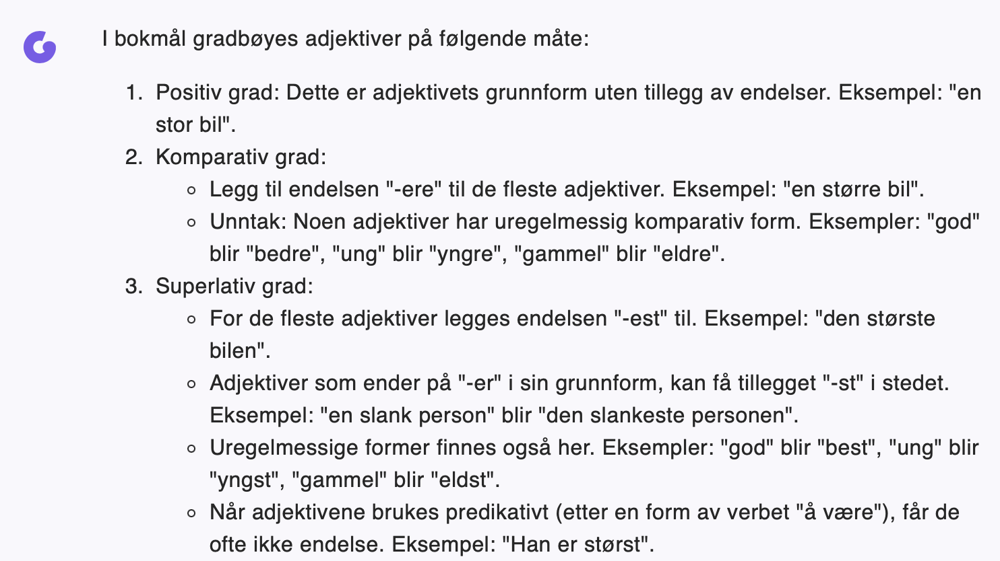 I bokmål gradbøyes adjektiver på følgende måte:
1. Positiv grad: Dette er adjektivets grunnform uten tillegg av endelser. Eksempel: "en
stor bil".
2. Komparativ grad:
◦ Legg til endelsen "-ere" til de fleste adjektiver. Eksempel: "en større bil".
◦ Unntak: Noen adjektiver har uregelmessig komparativ form. Eksempler: "god"
blir "bedre", "ung" blir "yngre", "gammel" blir "eldre".
3. Superlativ grad:
◦ For de fleste adjektiver legges endelsen "-est" til. Eksempel: "den største
bilen".
◦ Adjektiver som ender på "-er" i sin grunnform, kan få tillegget "-st" i stedet.
Eksempel: "en slank person" blir "den slankeste personen".
◦ Uregelmessige former finnes også her. Eksempler: "god" blir "best", "ung" blir
"yngst", "gammel" blir "eldst".
◦ Når adjektivene brukes predikativt (etter en form av verbet "å være"), får de
ofte ikke endelse. Eksempel: "Han er størst".